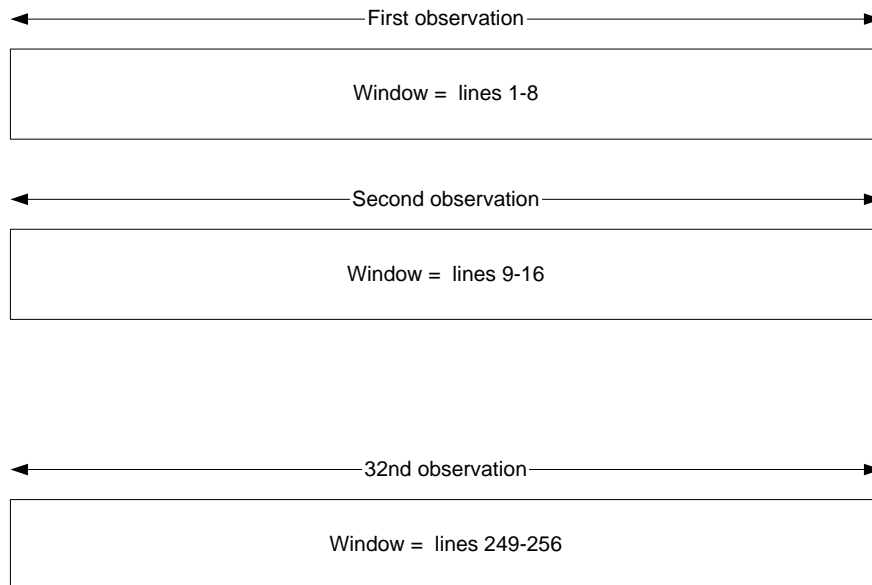 First observation
Window =  lines 1-8
Second observation
Window =  lines 9-16
32nd observation
Window =  lines 249-256